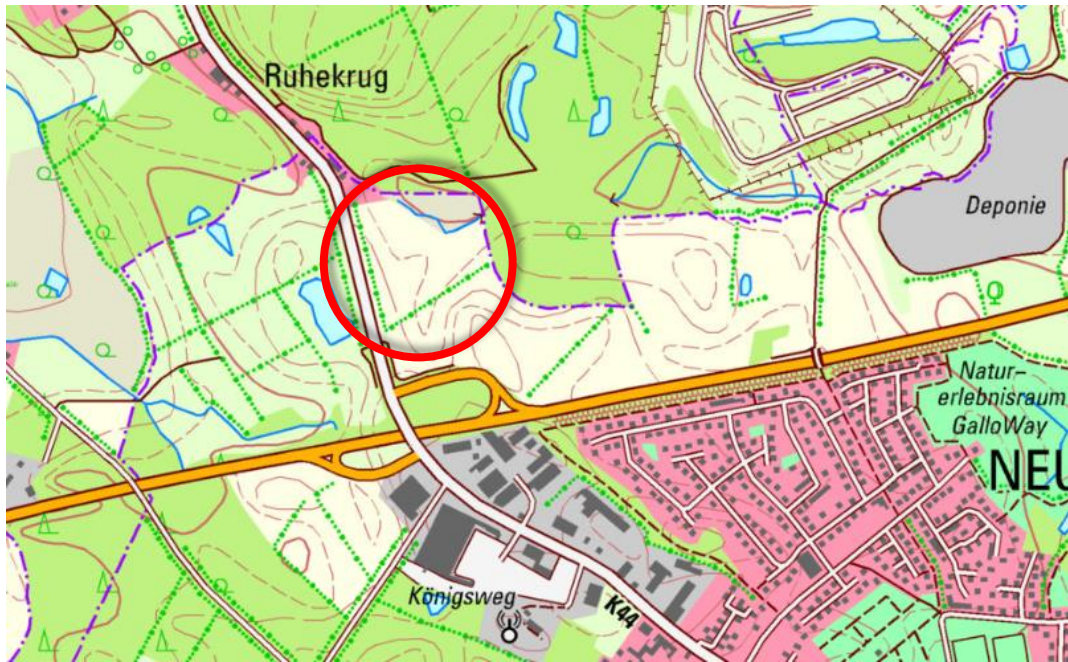 Ruhekrug
Deponie
Natur-
erlebnisraum
GalloWay
NEU
Königsweg
K44